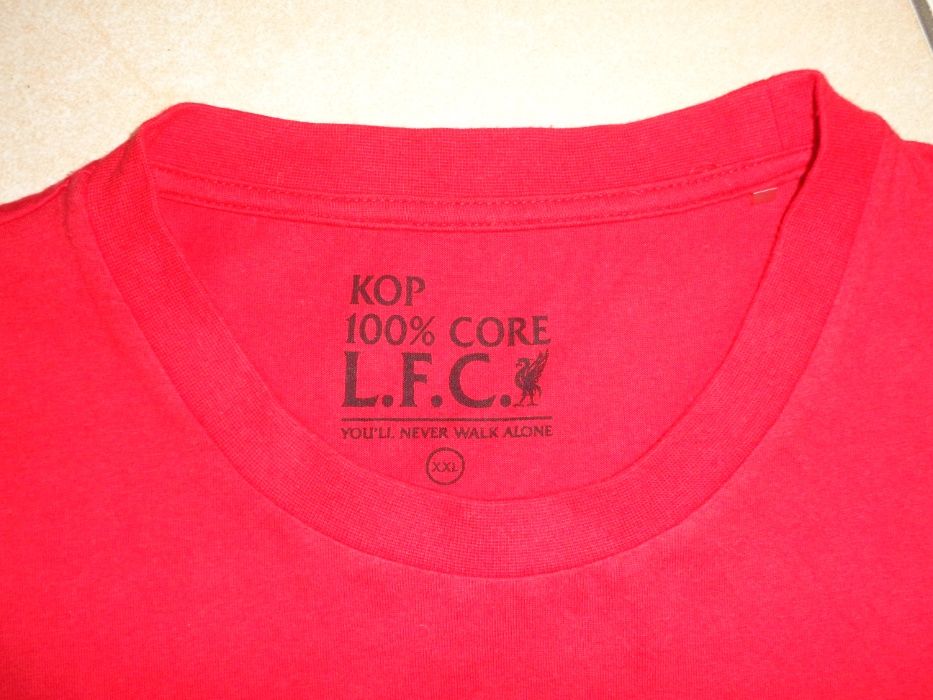 KOP
100% CORE
L.F.C.
YOU'LL NEVER WALK ALONE
XXL